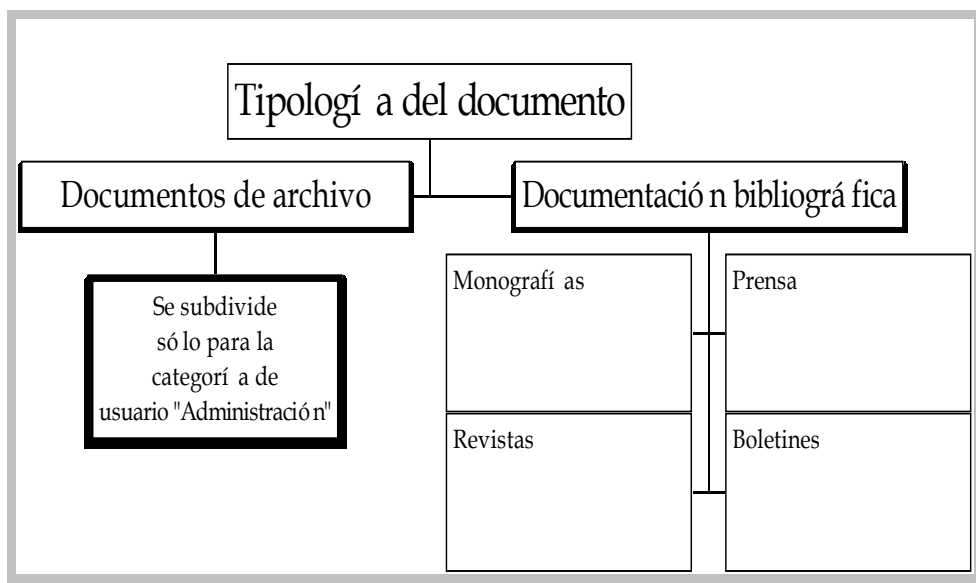 Tipologí a del documento
Documentos de archivo
Documentació n bibliográ fica
Se subdivide
só lo para la
categorí a de
usuario "Administració n"
Monografí as
Prensa
Revistas
Boletines